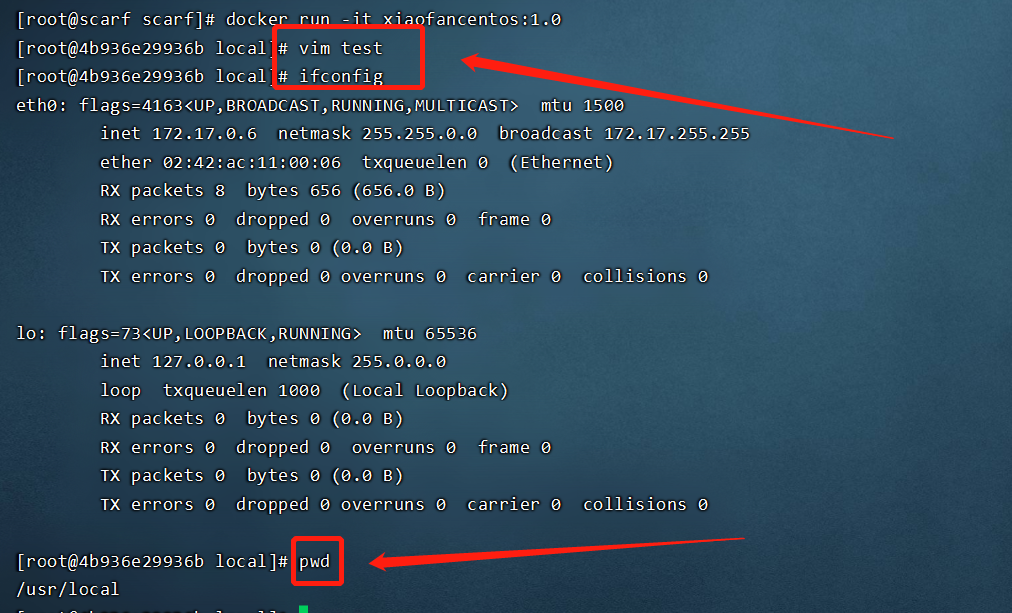 [root@scarf scarf]# docker run -it xiaofancentos:1.0
[root@4b936e29936b local]# vim test
[root@4b936e29936b local]# ifconfig
eth0: flags=4163<UP,BROADCAST,RUNNING,MULTICAST>  mtu 1500
        inet 172.17.0.6  netmask 255.255.0.0  broadcast 172.17.255.255
        ether 02:42:ac:11:00:06  txqueuelen 0  (Ethernet)
        RX packets 8  bytes 656 (656.0 B)
        RX errors 0  dropped 0  overruns 0  frame 0
        TX packets 0  bytes 0 (0.0 B)
        TX errors 0  dropped 0 overruns 0  carrier 0  collisions 0

lo: flags=73<UP,LOOPBACK,RUNNING>  mtu 65536
        inet 127.0.0.1  netmask 255.0.0.0
        loop  txqueuelen 1000  (Local Loopback)
        RX packets 0  bytes 0 (0.0 B)
        RX errors 0  dropped 0  overruns 0  frame 0
        TX packets 0  bytes 0 (0.0 B)
        TX errors 0  dropped 0 overruns 0  carrier 0  collisions 0

[root@4b936e29936b local]# pwd
/usr/local